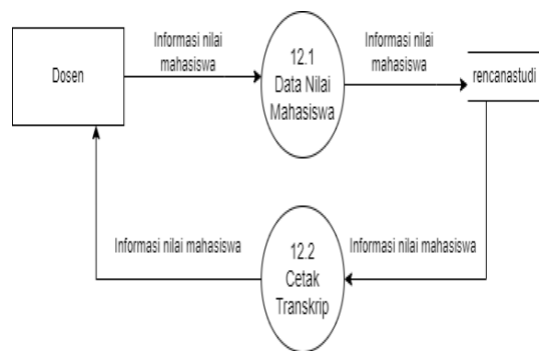 Informasi nilai
mahasiswa
Informasi nilai
mahasiswa
Dosen
12.1
Data Nilai
Mahasiswa
rencanastudi
Informasi nilai mahasiswa
12.2
Cetak
Transkrip
Informasi nilai mahasiswa